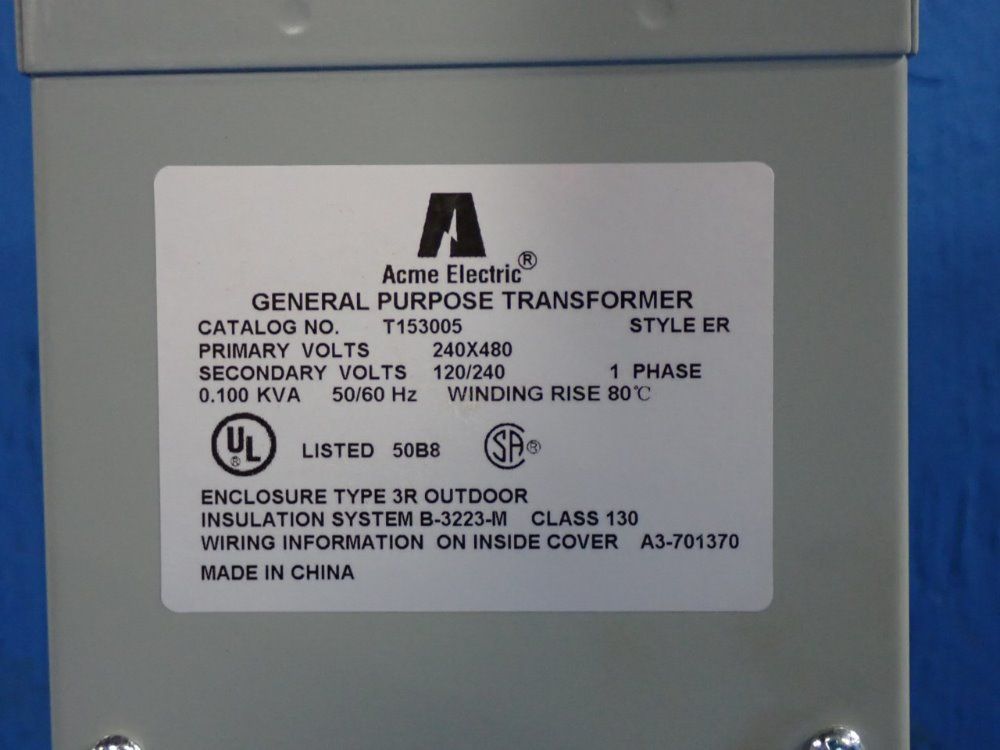 Acme Electric®
GENERAL PURPOSE TRANSFORMER
CATALOG NO. T153005 STYLE ER
PRIMARY VOLTS 240X480
SECONDARY VOLTS 120/240 1 PHASE
0.100 KVA 50/60 Hz WINDING RISE 80℃
UL ® LISTED 50B8 SA ®
ENCLOSURE TYPE 3R OUTDOOR
INSULATION SYSTEM B-3223-M CLASS 130
WIRING INFORMATION ON INSIDE COVER A3-701370
MADE IN CHINA